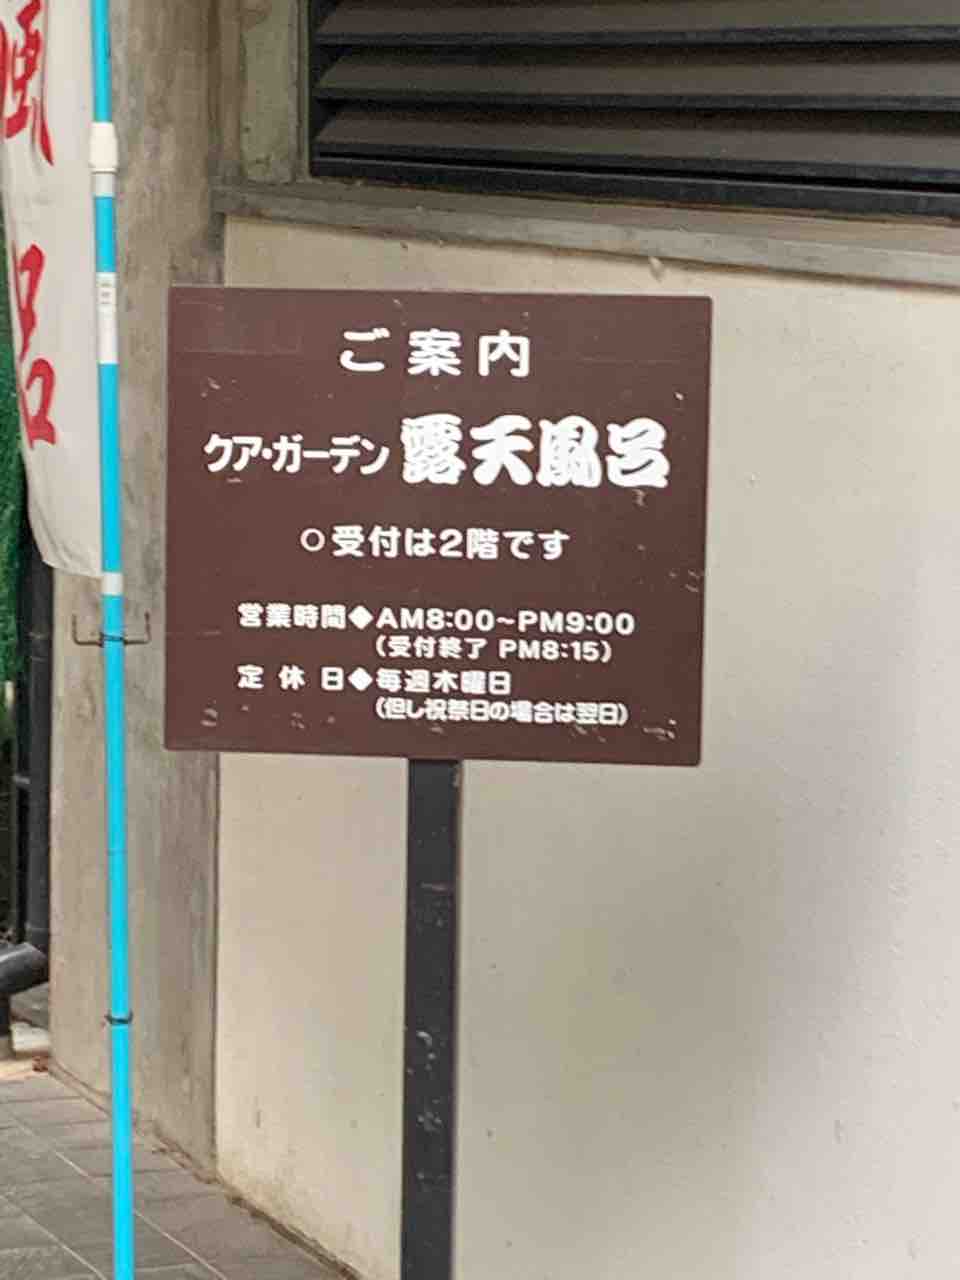 風呂
ご案内
クア・ガーデン 露天風呂
○受付は2階です
営業時間◆AM8:00~PM9:00
(受付終了 PM8:15)
定休日◆毎週木曜日
(但し祝祭日の場合は翌日)